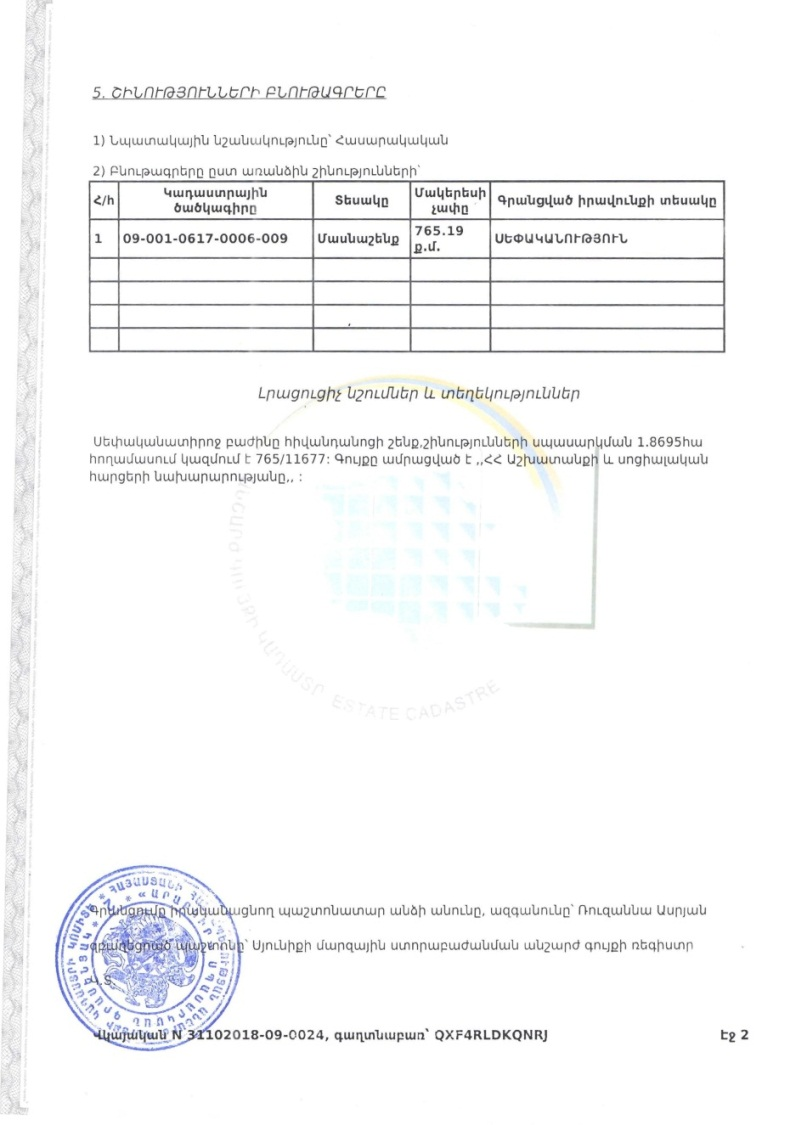 5. ՇԻՆՈՒԹՅՈՒՆՆԵՐԻ ԲՆՈՒԹԱԳՐԵՐԸ
1) Նպատակային նշանակությունը՝ Հասարակական
2) Բնութագրերը ըստ առանձին շինությունների՝
Հ/h Կադաստրային ծածկագիրը Տեսակը Մակերեսի չափը Գրանցված իրավունքի տեսակը
1 09-001-0617-0006-009 Մասնաշենք 765.19 ք.մ. ՍԵՓԱԿԱՆՈՒԹՅՈՒՆ
Լրացուցիչ նշումներ և տեղեկություններ
Սեփականատիրոջ բաժինը հիվանդանոցի շենք,շինությունների սպասարկման 1.8695հա
հողամասում կազմում է 765/11677: Գույքը ամրացված է ,,ՀՀ Աշխատանքի և սոցիալական
հարցերի նախարարությանը,, :
ԿԱԴԱՍՏՐ ESTATE CADASTRE
Գրանցումը իրականացնող պաշտոնատար անձի անունը, ազգանունը՝ Ռուզաննա Ասրյան
զբաղեցրած պաշտոնը՝ Սյունիքի մարզային ստորաբաժանման անշարժ գույքի ռեգիստր
Կ.Տ.
Վկայական N 31102018-09-0024, գաղտնաբառ՝ QXF4RLDKQNRJ Էջ 2